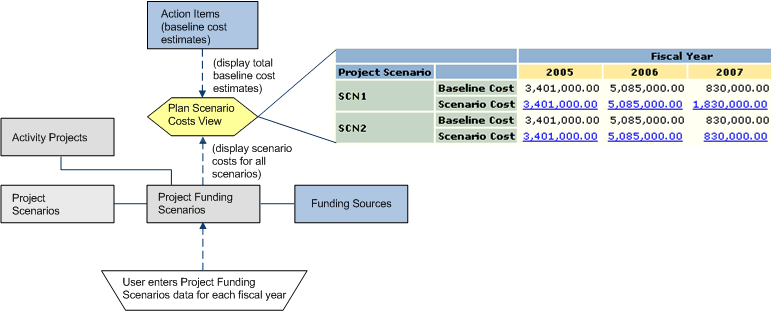 Action Items
(baseline cost
estimates)
(display total
baseline cost
estimates)
Plan Scenario
Costs View
(display scenario
costs for all
scenarios)
Activity Projects
Project
Scenarios
Project Funding
Scenarios
Funding Sources
User enters Project Funding
Scenarios data for each fiscal year
Fiscal Year
Project Scenario 2005 2006 2007
SCN1
Baseline Cost 3,401,000.00 5,085,000.00 830,000.00
Scenario Cost 3,401,000.00 5,085,000.00 1,830,000.00
SCN2
Baseline Cost 3,401,000.00 5,085,000.00 830,000.00
Scenario Cost 3,401,000.00 5,085,000.00 830,000.00